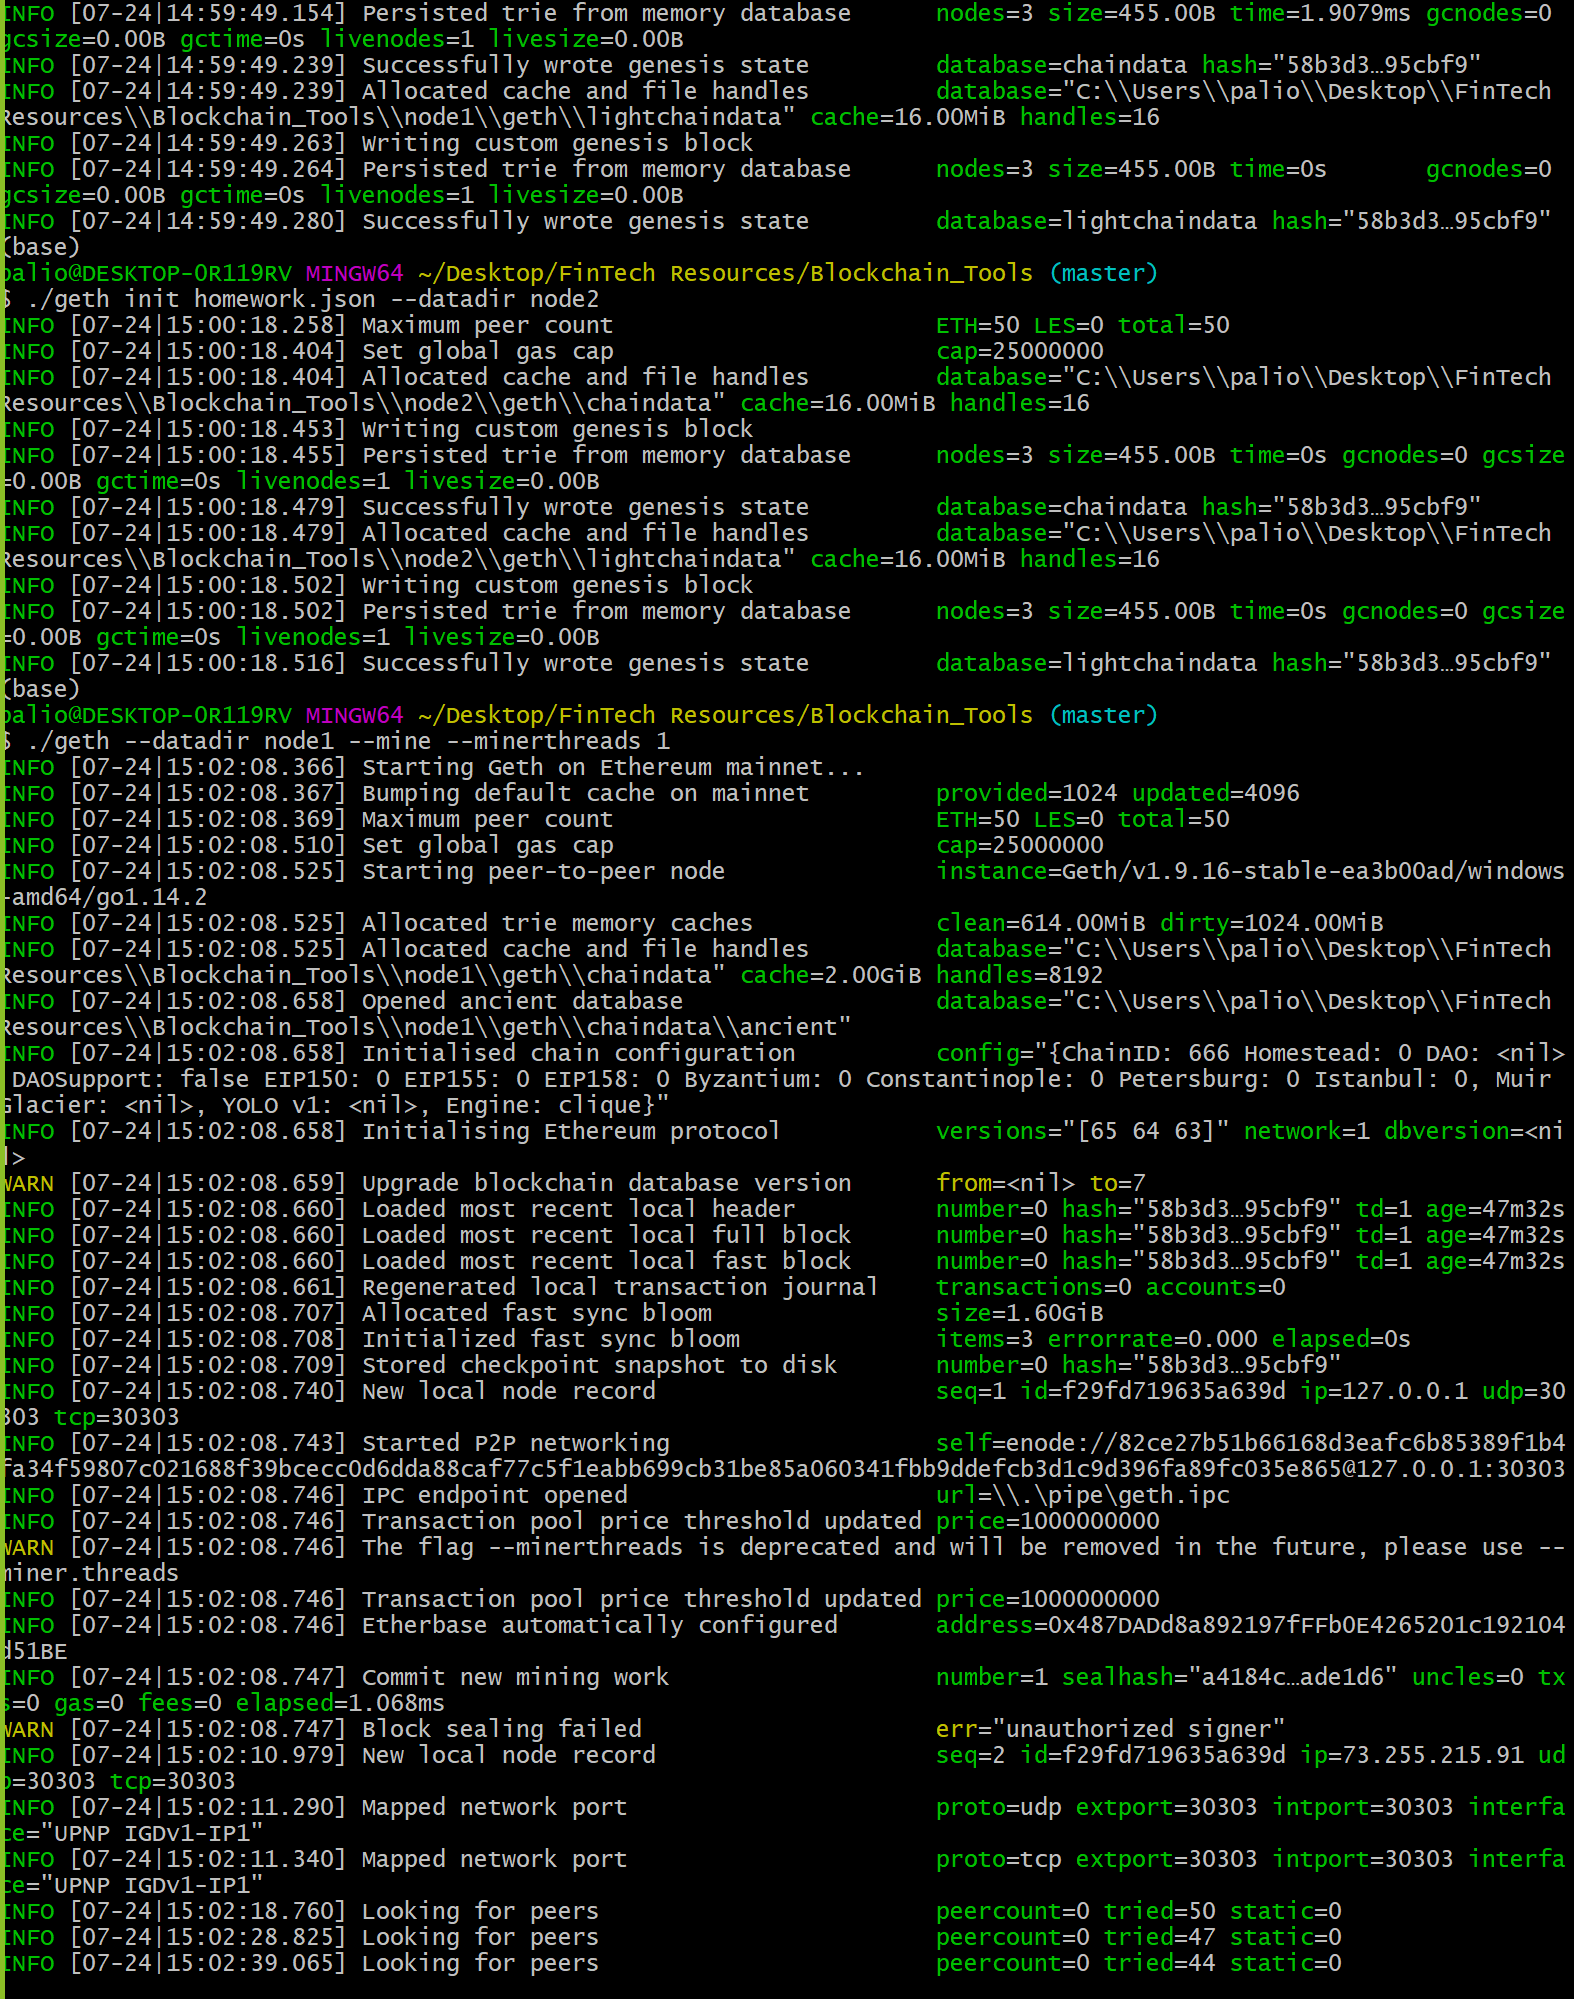 INFO [07-24|14:59:49.154] Persisted trie from memory database      nodes=3 size=455.00B time=1.9079ms gcnodes=0
gcsize=0.00B gctime=0s livenodes=1 livesize=0.00B
INFO [07-24|14:59:49.239] Successfully wrote genesis state         database=chaindata hash="58b3d3…95cbf9"
INFO [07-24|14:59:49.239] Allocated cache and file handles         database="C:\\Users\\palio\\Desktop\\FinTech
Resources\\Blockchain_Tools\\node1\\geth\\lightchaindata" cache=16.00MiB handles=16
INFO [07-24|14:59:49.263] Writing custom genesis block
INFO [07-24|14:59:49.264] Persisted trie from memory database      nodes=3 size=455.00B time=0s       gcnodes=0
gcsize=0.00B gctime=0s livenodes=1 livesize=0.00B
INFO [07-24|14:59:49.280] Successfully wrote genesis state         database=lightchaindata hash="58b3d3…95cbf9"
(base)
palio@DESKTOP-0R119RV MINGW64 ~/Desktop/FinTech Resources/Blockchain_Tools (master)
$ ./geth init homework.json --datadir node2
INFO [07-24|15:00:18.258] Maximum peer count                       ETH=50 LES=0 total=50
INFO [07-24|15:00:18.404] Set global gas cap                       cap=25000000
INFO [07-24|15:00:18.404] Allocated cache and file handles         database="C:\\Users\\palio\\Desktop\\FinTech
Resources\\Blockchain_Tools\\node2\\geth\\chaindata" cache=16.00MiB handles=16
INFO [07-24|15:00:18.453] Writing custom genesis block
INFO [07-24|15:00:18.455] Persisted trie from memory database      nodes=3 size=455.00B time=0s gcnodes=0 gcsize
=0.00B gctime=0s livenodes=1 livesize=0.00B
INFO [07-24|15:00:18.479] Successfully wrote genesis state         database=chaindata hash="58b3d3…95cbf9"
INFO [07-24|15:00:18.479] Allocated cache and file handles         database="C:\\Users\\palio\\Desktop\\FinTech
Resources\\Blockchain_Tools\\node2\\geth\\lightchaindata" cache=16.00MiB handles=16
INFO [07-24|15:00:18.502] Writing custom genesis block
INFO [07-24|15:00:18.502] Persisted trie from memory database      nodes=3 size=455.00B time=0s gcnodes=0 gcsize
=0.00B gctime=0s livenodes=1 livesize=0.00B
INFO [07-24|15:00:18.516] Successfully wrote genesis state         database=lightchaindata hash="58b3d3…95cbf9"
(base)
palio@DESKTOP-0R119RV MINGW64 ~/Desktop/FinTech Resources/Blockchain_Tools (master)
$ ./geth --datadir node1 --mine --minerthreads 1
INFO [07-24|15:02:08.366] Starting Geth on Ethereum mainnet...
INFO [07-24|15:02:08.367] Bumping default cache on mainnet         provided=1024 updated=4096
INFO [07-24|15:02:08.369] Maximum peer count                       ETH=50 LES=0 total=50
INFO [07-24|15:02:08.510] Set global gas cap                       cap=25000000
INFO [07-24|15:02:08.525] Starting peer-to-peer node               instance=Geth/v1.9.16-stable-ea3b00ad/windows
-amd64/go1.14.2
INFO [07-24|15:02:08.525] Allocated trie memory caches             clean=614.00MiB dirty=1024.00MiB
INFO [07-24|15:02:08.525] Allocated cache and file handles         database="C:\\Users\\palio\\Desktop\\FinTech
Resources\\Blockchain_Tools\\node1\\geth\\chaindata" cache=2.00GiB handles=8192
INFO [07-24|15:02:08.658] Opened ancient database                  database="C:\\Users\\palio\\Desktop\\FinTech
Resources\\Blockchain_Tools\\node1\\geth\\chaindata\\ancient"
INFO [07-24|15:02:08.658] Initialised chain configuration          config="{ChainID: 666 Homestead: 0 DAO: <nil>
DAOSupport: false EIP150: 0 EIP155: 0 EIP158: 0 Byzantium: 0 Constantinople: 0 Petersburg: 0 Istanbul: 0, Muir
Glacier: <nil>, YOLO v1: <nil>, Engine: clique}"
INFO [07-24|15:02:08.658] Initialising Ethereum protocol           versions="[65 64 63]" network=1 dbversion=<ni
l>
WARN [07-24|15:02:08.659] Upgrade blockchain database version      from=<nil> to=7
INFO [07-24|15:02:08.660] Loaded most recent local header          number=0 hash="58b3d3…95cbf9" td=1 age=47m32s
INFO [07-24|15:02:08.660] Loaded most recent local full block      number=0 hash="58b3d3…95cbf9" td=1 age=47m32s
INFO [07-24|15:02:08.660] Loaded most recent local fast block      number=0 hash="58b3d3…95cbf9" td=1 age=47m32s
INFO [07-24|15:02:08.661] Regenerated local transaction journal    transactions=0 accounts=0
INFO [07-24|15:02:08.707] Allocated fast sync bloom                size=1.60GiB
INFO [07-24|15:02:08.708] Initialized fast sync bloom              items=3 errorrate=0.000 elapsed=0s
INFO [07-24|15:02:08.709] Stored checkpoint snapshot to disk       number=0 hash="58b3d3…95cbf9"
INFO [07-24|15:02:08.740] New local node record                    seq=1 id=f29fd719635a639d ip=127.0.0.1 udp=30
303 tcp=30303
INFO [07-24|15:02:08.743] Started P2P networking                   self=enode://82ce27b51b66168d3eafc6b85389f1b4
fa34f59807c021688f39bcecc0d6dda88caf77c5f1eabb699cb31be85a060341fbb9ddefcb3d1c9d396fa89fc035e865@127.0.0.1:30303
INFO [07-24|15:02:08.746] IPC endpoint opened                      url=\\.\pipe\geth.ipc
INFO [07-24|15:02:08.746] Transaction pool price threshold updated price=1000000000
WARN [07-24|15:02:08.746] The flag --minerthreads is deprecated and will be removed in the future, please use --
miner.threads
INFO [07-24|15:02:08.746] Transaction pool price threshold updated price=1000000000
INFO [07-24|15:02:08.746] Etherbase automatically configured       address=0x487DADd8a892197fFFb0E4265201c192104
d51BE
INFO [07-24|15:02:08.747] Commit new mining work                   number=1 sealhash="a4184c…ade1d6" uncles=0 tx
s=0 gas=0 fees=0 elapsed=1.068ms
WARN [07-24|15:02:08.747] Block sealing failed                     err="unauthorized signer"
INFO [07-24|15:02:10.979] New local node record                    seq=2 id=f29fd719635a639d ip=73.255.215.91 ud
p=30303 tcp=30303
INFO [07-24|15:02:11.290] Mapped network port                      proto=udp extport=30303 intport=30303 interfa
ce="UPNP IGDv1-IP1"
INFO [07-24|15:02:11.340] Mapped network port                      proto=tcp extport=30303 intport=30303 interfa
ce="UPNP IGDv1-IP1"
INFO [07-24|15:02:18.760] Looking for peers                        peercount=0 tried=50 static=0
INFO [07-24|15:02:28.825] Looking for peers                        peercount=0 tried=47 static=0
INFO [07-24|15:02:39.065] Looking for peers                        peercount=0 tried=44 static=0